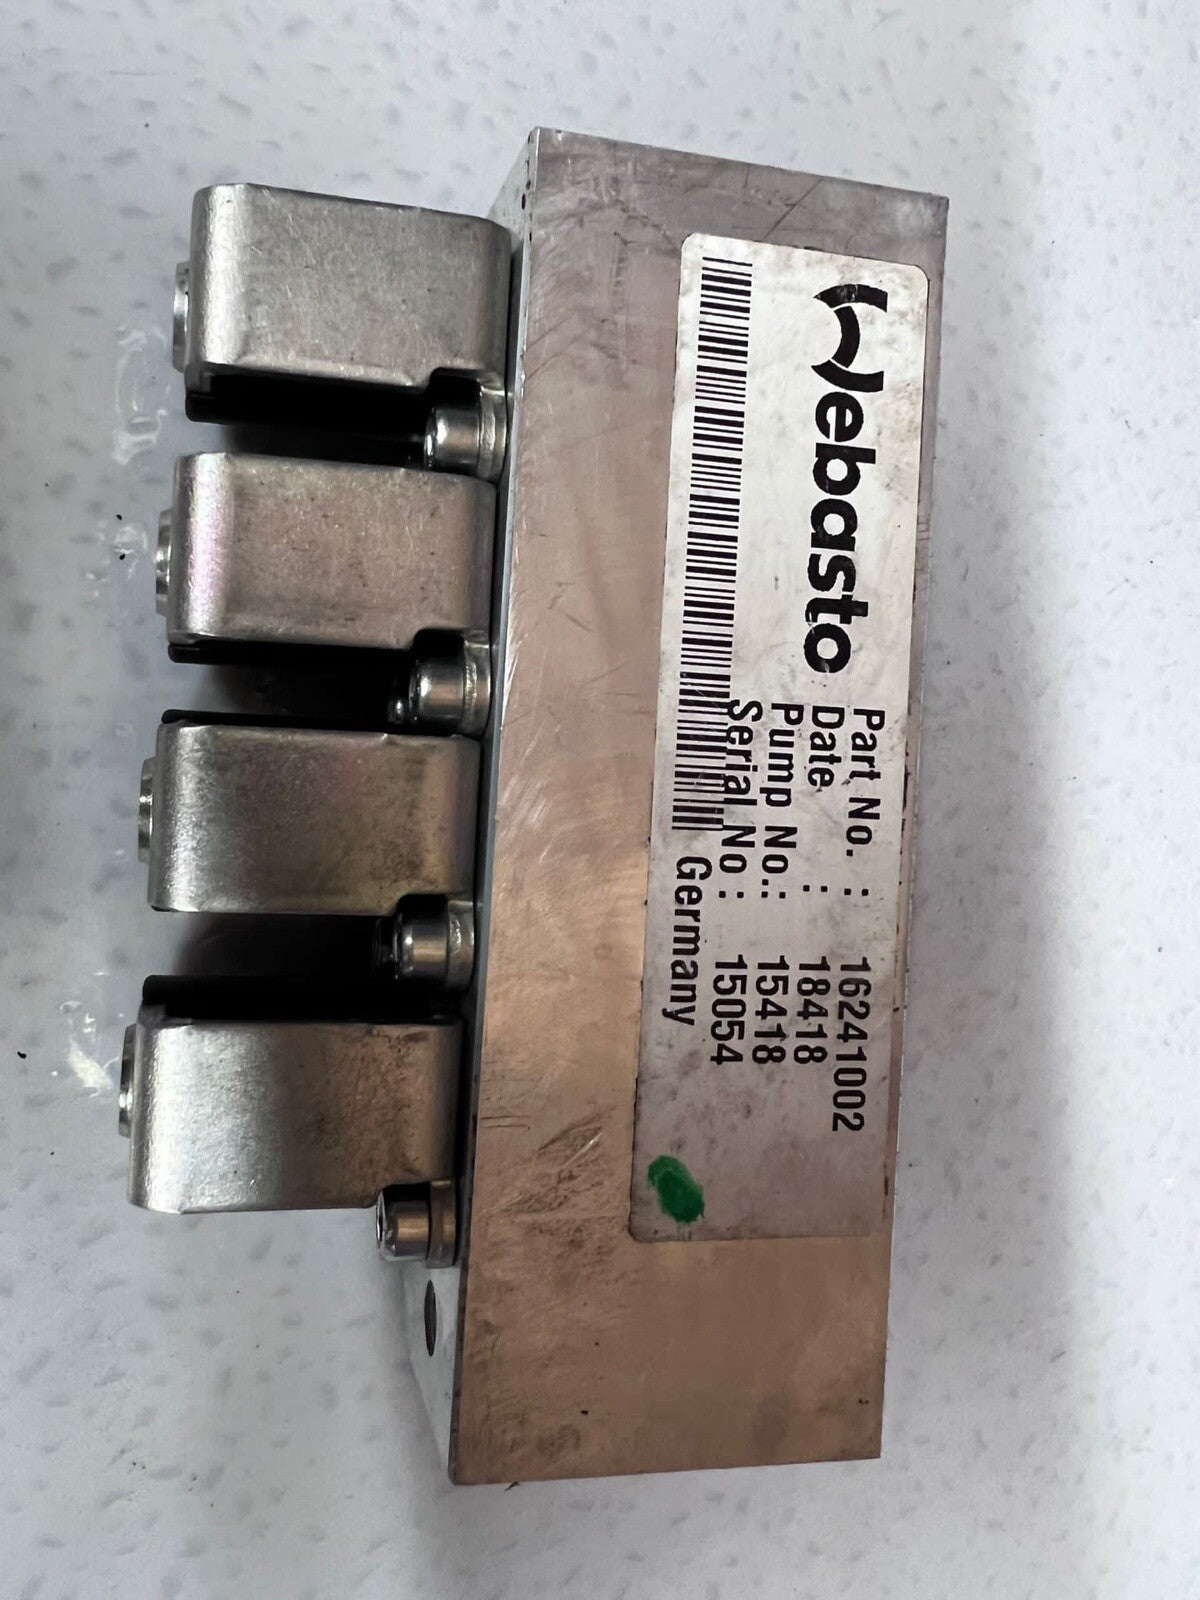 Webasto
Part No. : 16241002
Date : 18418
Pump No.: 15418
Serial No : 15054
Germany